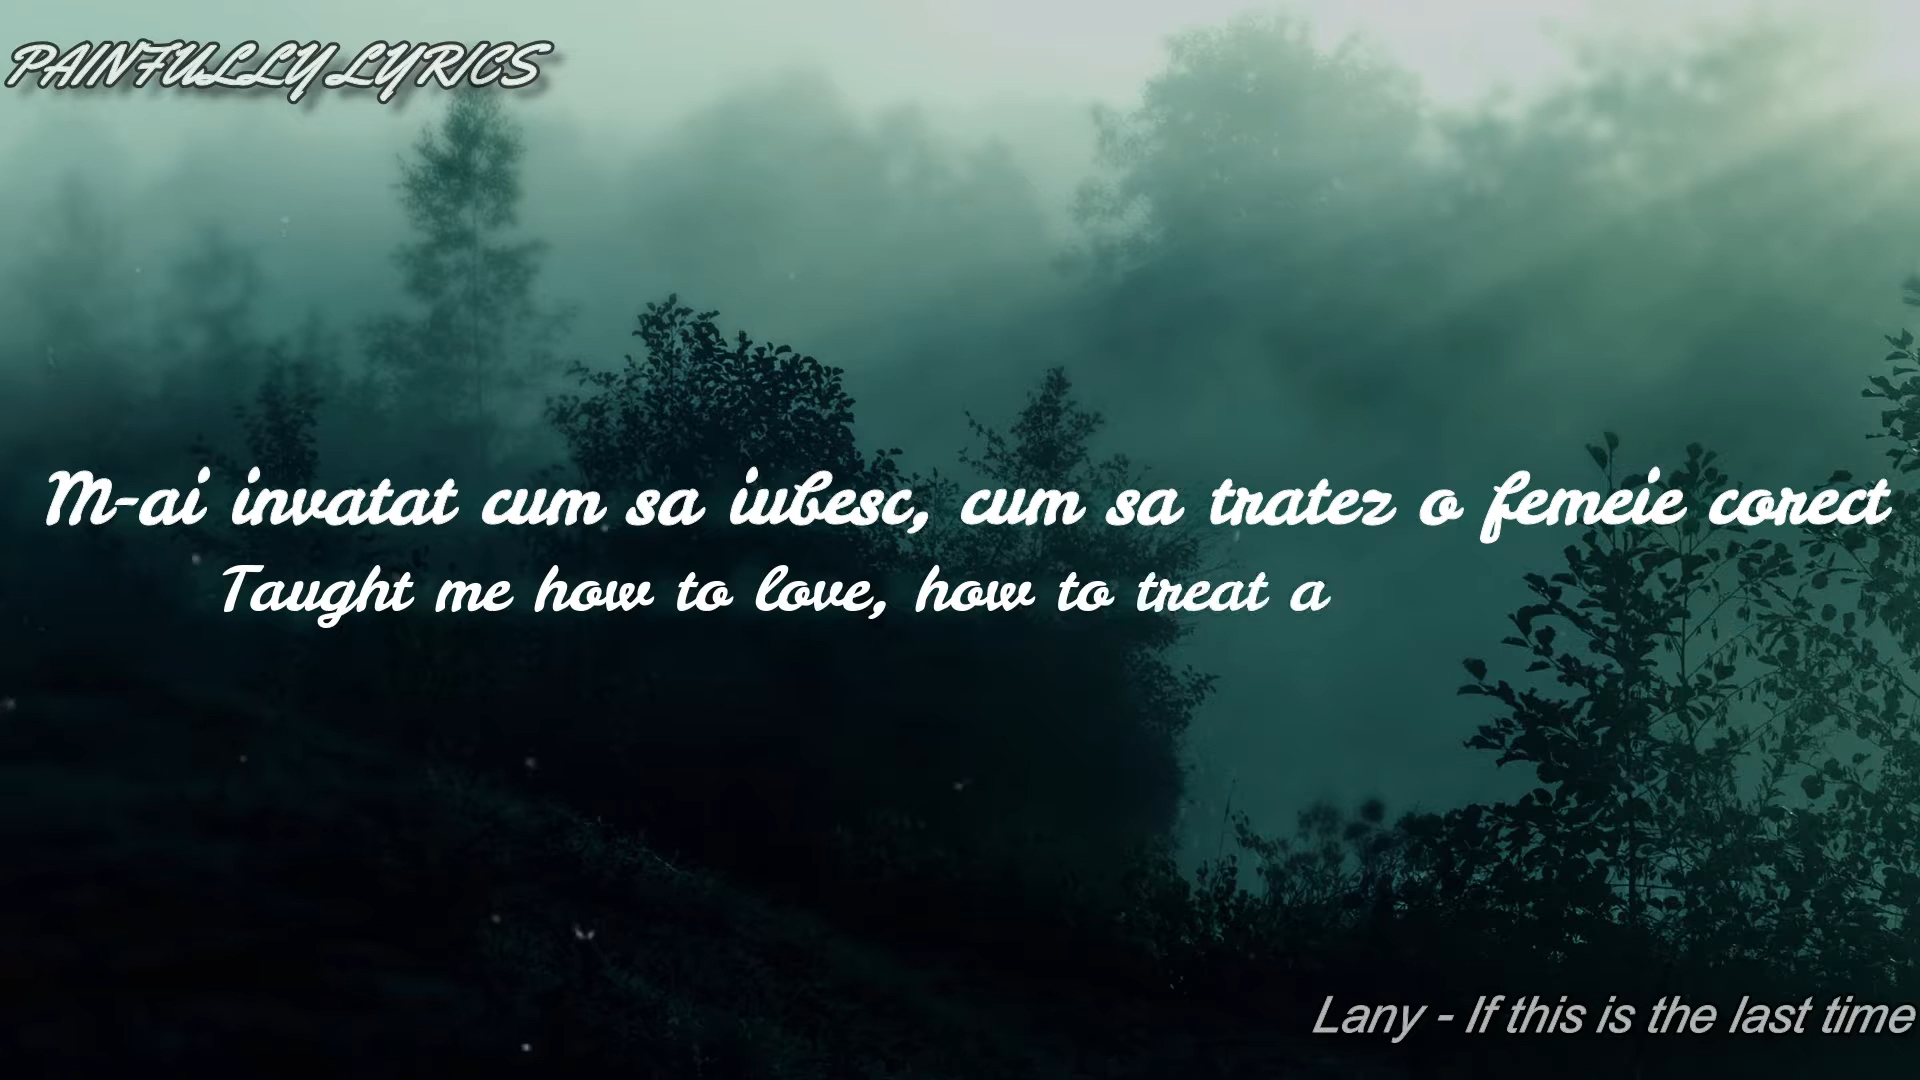 PAINFULLY LYRICS
M-ai invatat cum sa iubesc, cum sa tratez o femeie corect
Taught me how to love, how to treat a
Lany - If this is the last time